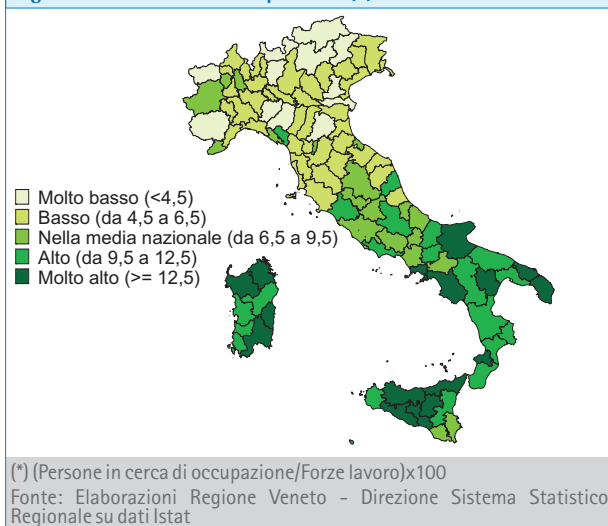 Molto basso (<4,5)
Basso (da 4,5 a 6,5)
Nella media nazionale (da 6,5 a 9,5)
Alto (da 9,5 a 12,5)
Molto alto (>= 12,5)
(*) (Persone in cerca di occupazione/Forze lavoro)x100
Fonte: Elaborazioni Regione Veneto - Direzione Sistema Statistico
Regionale su dati Istat